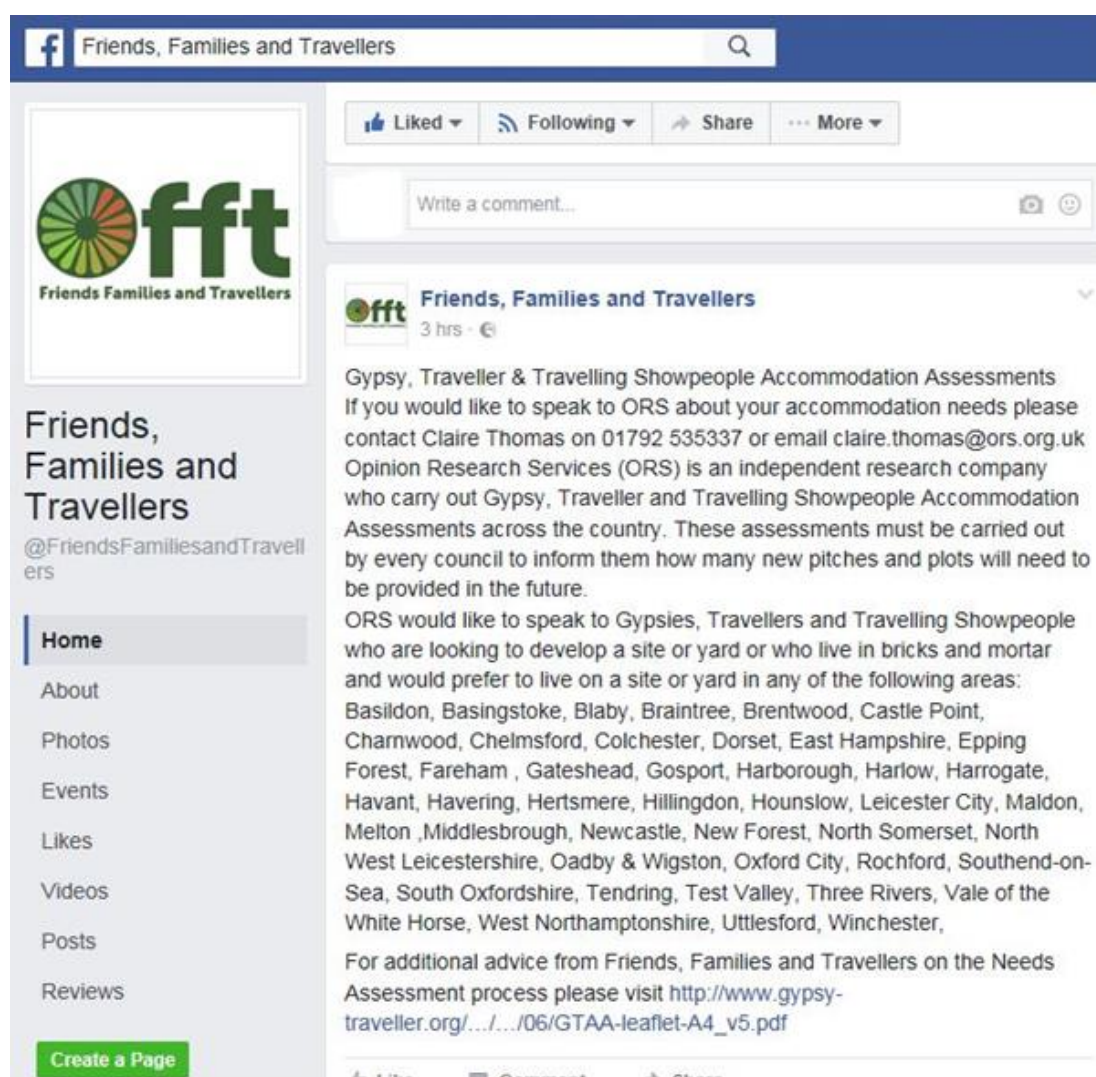 Friends, Families and Travellers
Liked
Following
Share
More
Write a comment...
fft
Friends Families and Travellers
Friends,
Families and
Travellers
@FriendsFamiliesandTravell
ers
Home
About
Photos
Events
Likes
Videos
Posts
Reviews
Create a Page
fft
Friends, Families and Travellers
3 hrs ·
Gypsy, Traveller & Travelling Showpeople Accommodation Assessments
If you would like to speak to ORS about your accommodation needs please
contact Claire Thomas on 01792 535337 or email claire.thomas@ors.org.uk
Opinion Research Services (ORS) is an independent research company
who carry out Gypsy, Traveller and Travelling Showpeople Accommodation
Assessments across the country. These assessments must be carried out
by every council to inform them how many new pitches and plots will need to
be provided in the future.
ORS would like to speak to Gypsies, Travellers and Travelling Showpeople
who are looking to develop a site or yard or who live in bricks and mortar
and would prefer to live on a site or yard in any of the following areas:
Basildon, Basingstoke, Blaby, Braintree, Brentwood, Castle Point,
Charnwood, Chelmsford, Colchester, Dorset, East Hampshire, Epping
Forest, Fareham , Gateshead, Gosport, Harborough, Harlow, Harrogate,
Havant, Havering, Hertsmere, Hillingdon, Hounslow, Leicester City, Maldon,
Melton ,Middlesbrough, Newcastle, New Forest, North Somerset, North
West Leicestershire, Oadby & Wigston, Oxford City, Rochford, Southend-on-
Sea, South Oxfordshire, Tendring, Test Valley, Three Rivers, Vale of the
White Horse, West Northamptonshire, Uttlesford, Winchester,
For additional advice from Friends, Families and Travellers on the Needs
Assessment process please visit http://www.gypsy-
traveller.org/.../.../06/GTAA-leaflet-A4_v5.pdf